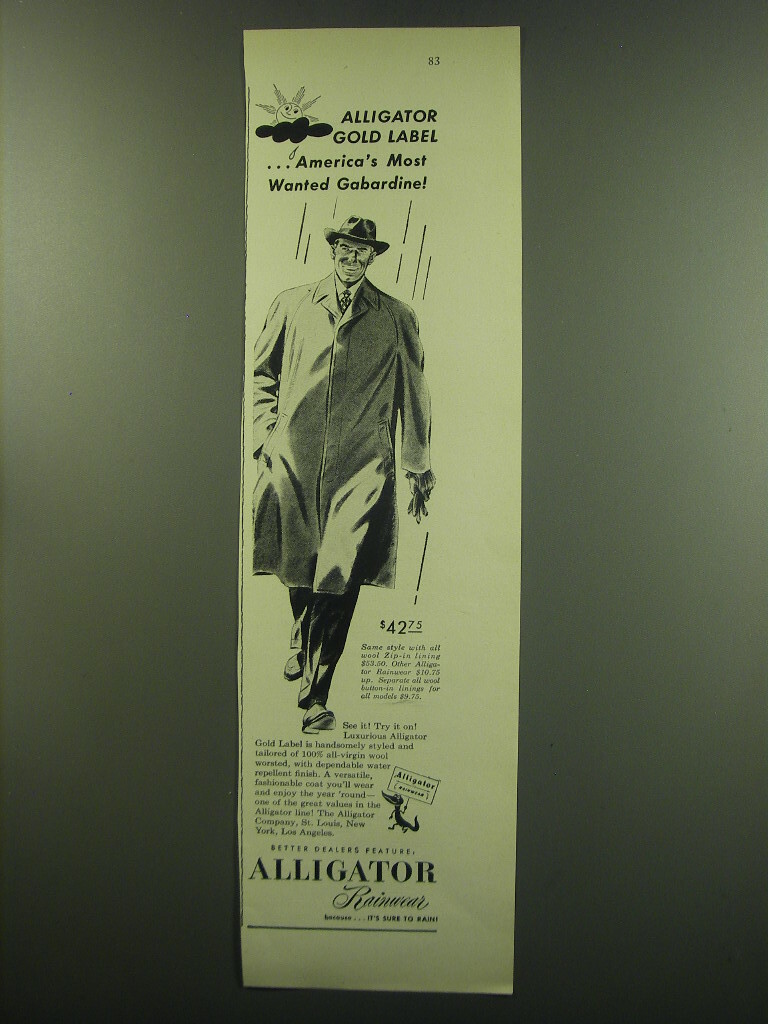 83
ALLIGATOR
GOLD LABEL
...America's Most
Wanted Gabardine!
$42 75
Same style with all
wool Zip-in lining
$53.50. Other Alliga-
tor Rainwear $10.75
up. Separate all wool
button-in linings for
all models $9.75.
See it! Try it on!
Luxurious Alligator
Gold Label is handsomely styled and
tailored of 100% all-virgin wool
worsted, with dependable water
repellent finish. A versatile,
fashionable coat you'll wear
and enjoy the year 'round—
one of the great values in the
Alligator line! The Alligator
Company, St. Louis, New
York, Los Angeles.
Alligator
RAINWEAR
BETTER DEALERS FEATURE,
ALLIGATOR
Rainwear
because...IT'S SURE TO RAIN!